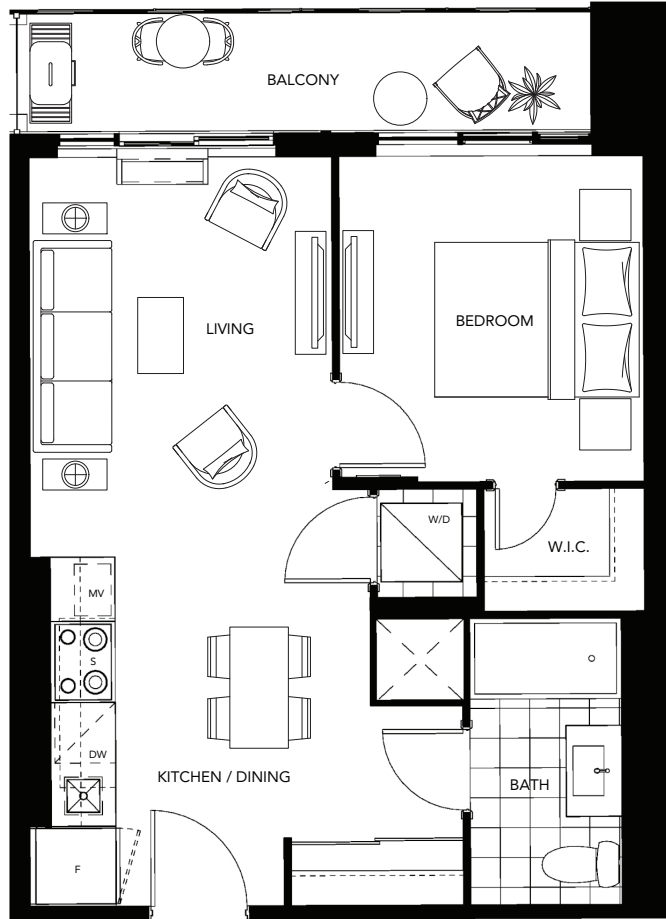 BALCONY
LIVING
BEDROOM
W/D
W.I.C.
MV
S
DW
KITCHEN / DINING
BATH
F